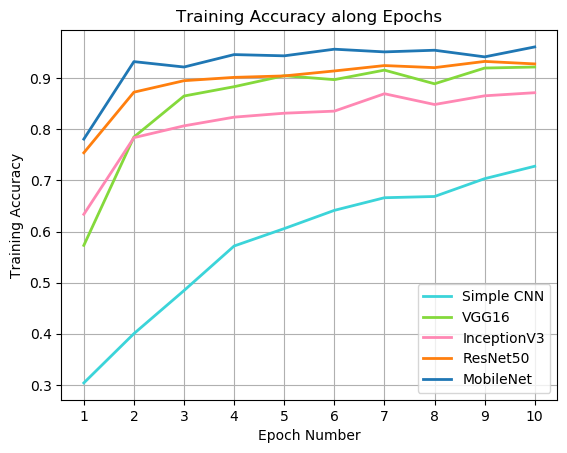 Training Accuracy along Epochs
Training Accuracy
0.9
0.8
0.7
0.6
0.5
0.4
0.3
Simple CNN
VGG16
InceptionV3
ResNet50
MobileNet
1 2 3 4 5 6 7 8 9 10
Epoch Number